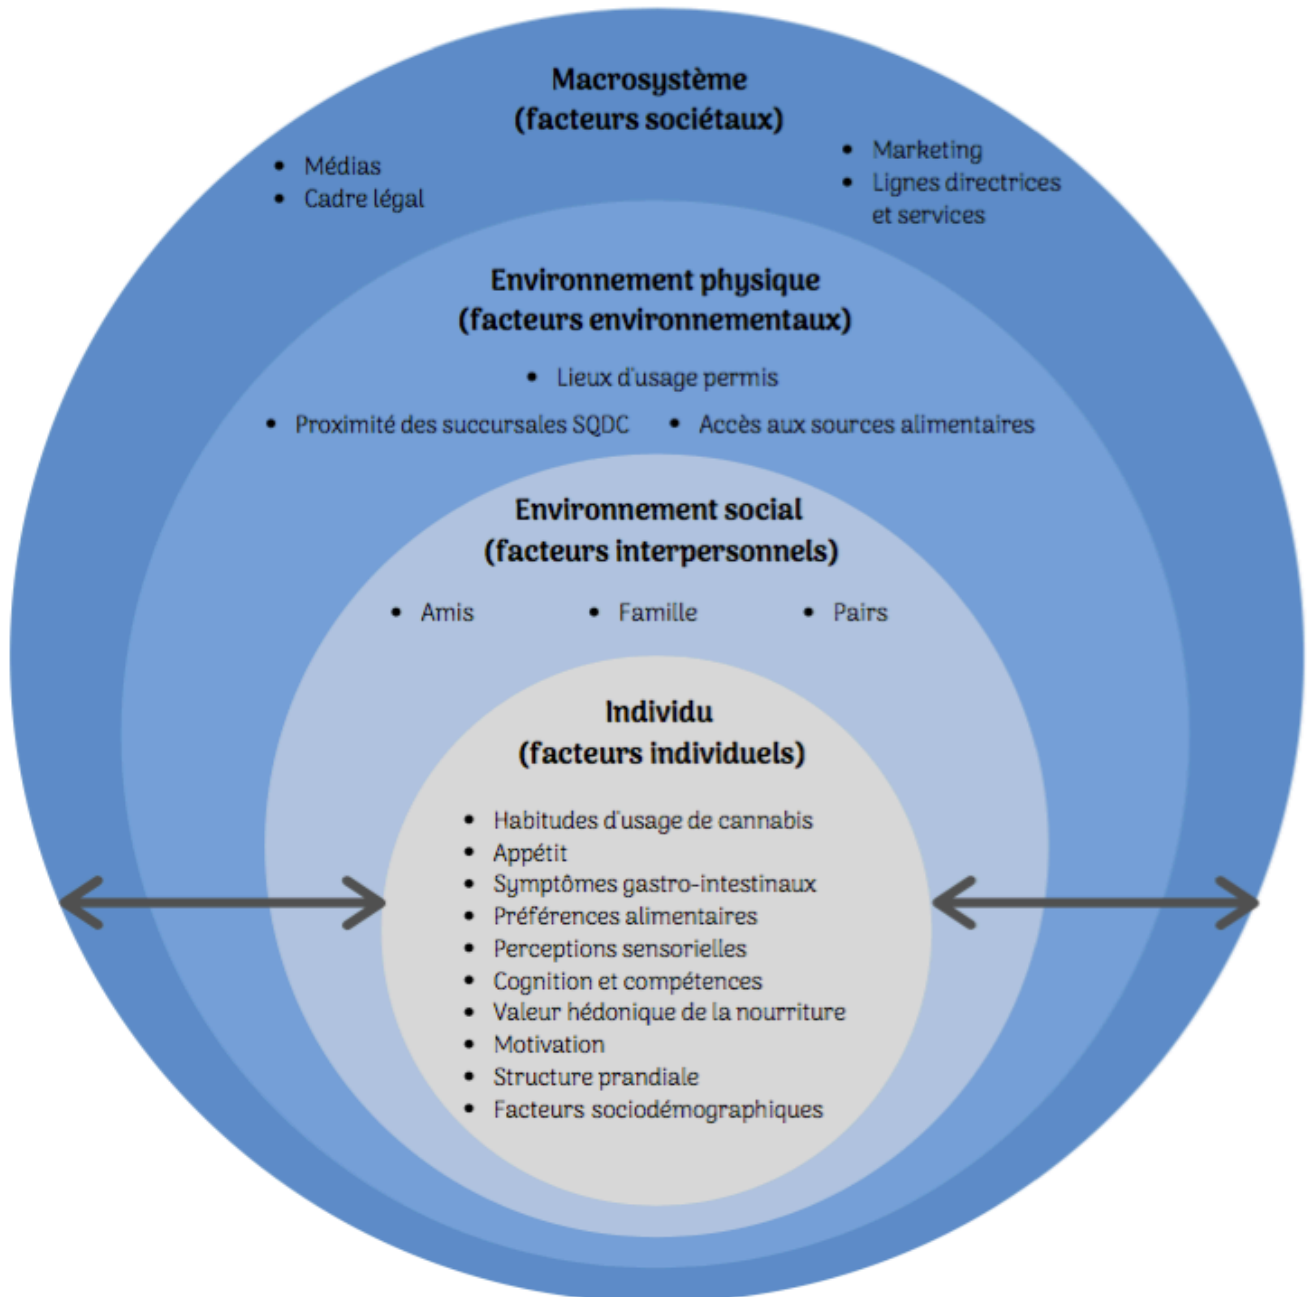 Macrosystème
(facteurs sociétaux)
• Médias
• Cadre légal
• Marketing
• Lignes directrices
et services
Environnement physique
(facteurs environnementaux)
• Lieux d'usage permis
• Proximité des succursales SQDC • Accès aux sources alimentaires
Environnement social
(facteurs interpersonnels)
• Amis • Famille • Pairs
Individu
(facteurs individuels)
• Habitudes d'usage de cannabis
• Appétit
• Symptômes gastro-intestinaux
• Préférences alimentaires
• Perceptions sensorielles
• Cognition et compétences
• Valeur hédonique de la nourriture
• Motivation
• Structure prandiale
• Facteurs sociodémographiques